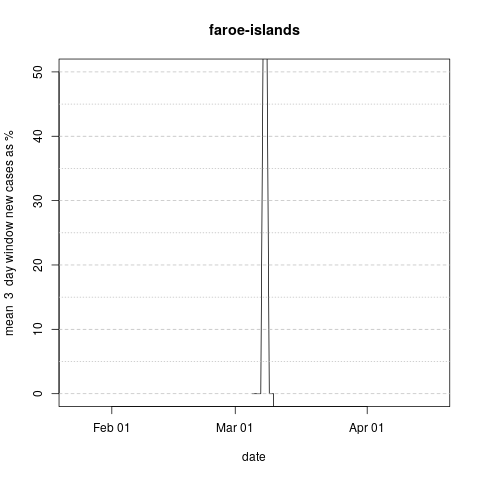 faroe-islands
mean  3  day window new cases as %
50
40
30
20
10
0
Feb 01
Mar 01
Apr 01
date